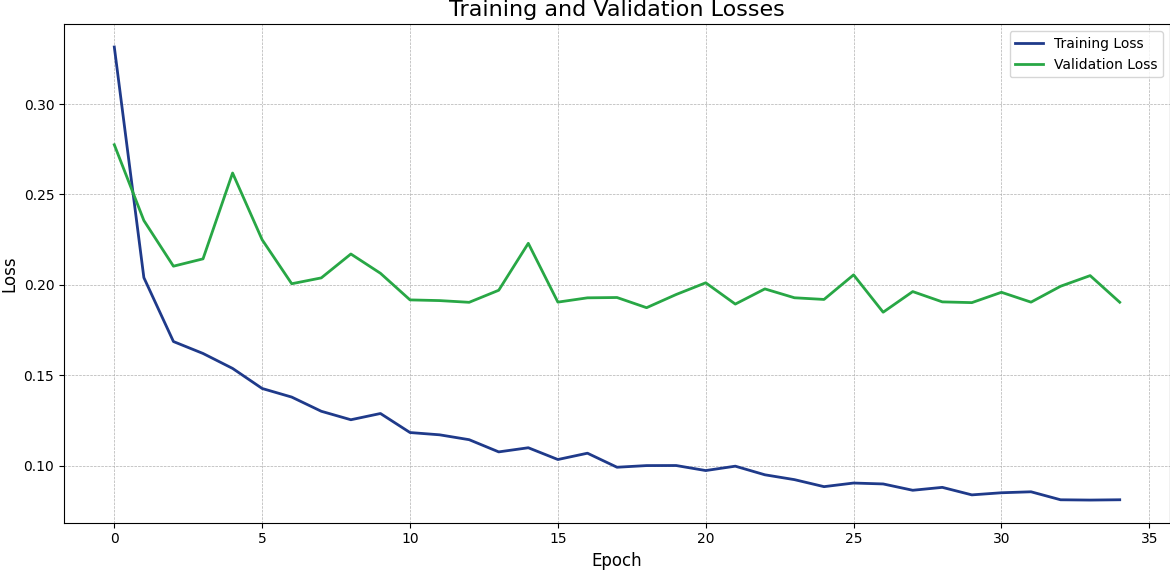 Training and Validation Losses
Training Loss
Validation Loss
0.30
0.25
0.20
0.15
0.10
Loss
0 5 10 15 20 25 30 35
Epoch